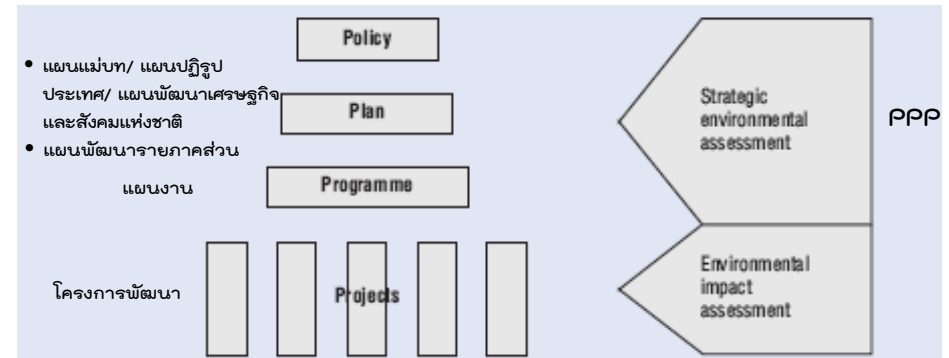 Policy
• แผนแม่บท/ แผนปฏิรูป
ประเทศ/ แผนพัฒนาเศรษฐกิจ
และสังคมแห่งชาติ
Plan
• แผนพัฒนารายภาคส่วน
แผนงาน
Programme
โครงการพัฒนา
Projects
Strategic
environmental
assessment
PPP
Environmental
impact
assessment